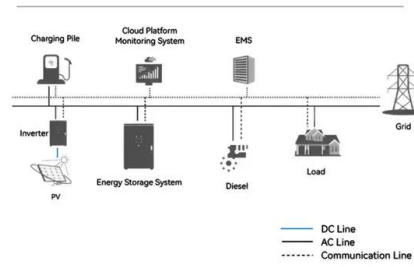 Charging Pile
Cloud Platform
Monitoring System
EMS
Grid
Inverter
PV
Energy Storage System
Diesel
Load
DC Line
AC Line
Communication Line